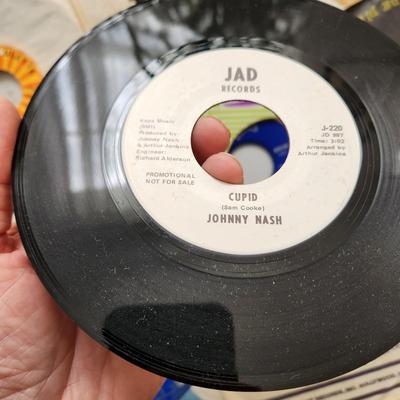 JAD
RECORDS
Kags Music
(BMI)
Produced by:
Johnny Nash
& Arthur Jenkins
Engineer:
Richard Alderson
PROMOTIONAL
NOT FOR SALE
J-220
JD 997
Time: 3:02
Arranged by
Arthur Jenkins
CUPID
(Sam Cooke)
JOHNNY NASH